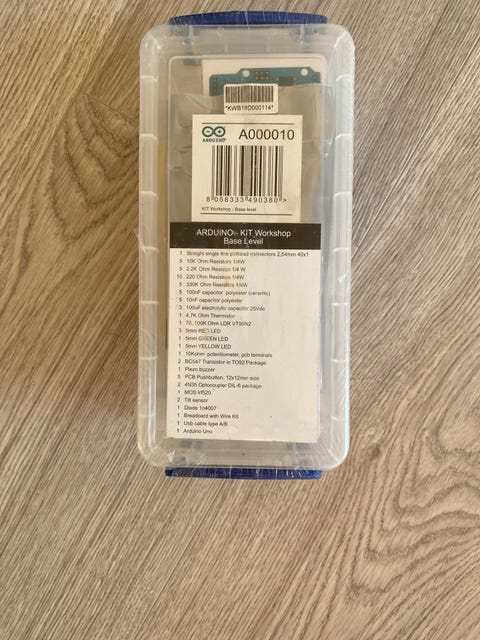 *KWB16D000114*
ARDUINO
A000010
8 058333 490380 >
KIT Workshop - Base level
ARDUINO® KIT Workshop
Base Level
1 Straight single line pinhead connectors 2,54mm 40x1
5 10K Ohm Resistors 1/4W
5 2.2K Ohm Resistor 1/4 W
10 220 Ohm Resistors 1/4W
5 330K Ohm Resistors 1/4W
5 100nF capacitor polyester (ceramic)
5 10nF capacitor polyester
3 100uF electrolytic capacitor 25Vdc
1 4,7K Ohm Thermistor
1 70..100K Ohm LDR VT90N2
3 5mm RED LED
1 5mm GREEN LED
1 5mm YELLOW LED
1 10Kohm potentiometer, pcb terminals
2 BC547 Transistor in TO92 Package
1 Piezo buzzer
5 PCB Pushbutton, 12x12mm size
2 4N35 Optocoupler DIL-6 package
1 MOS Irf520
2 Tilt sensor
1 Diode 1n4007
1 Breadboard with Wire Kit
1 Usb cable type A/B
1 Arduino Uno